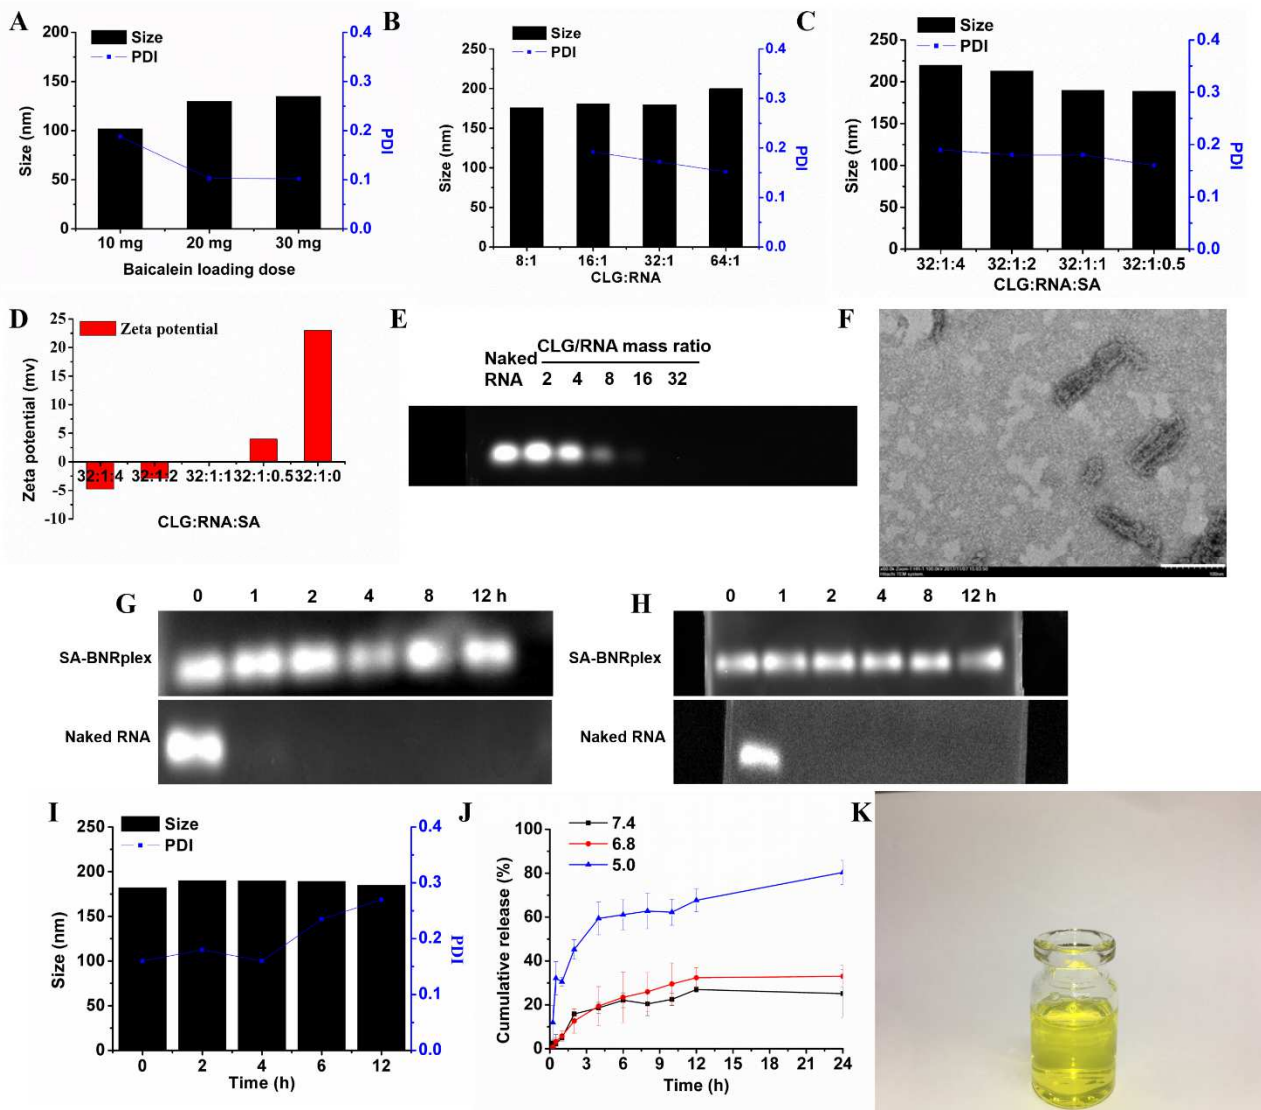 A
Size
PDI
Size (nm)
200
150
100
50
0
0.4
0.3
0.2
0.1
0.0
PDI
10 mg 20 mg 30 mg
Baicalein loading dose
B
Size
PDI
Size (nm)
250
200
150
100
50
0
0.4
0.3
0.2
0.1
0.0
PDI
8:1 16:1 32:1 64:1
CLG:RNA
C
Size
PDI
Size (nm)
250
200
150
100
50
0
0.4
0.3
0.2
0.1
0.0
PDI
32:1:4 32:1:2 32:1:1 32:1:0.5
CLG:RNA:SA
D
Zeta potential
Zeta potential (mv)
25
20
15
10
5
0
-5
-10
32:1:4 32:1:2 32:1:1 32:1:0.5 32:1:0
CLG:RNA:SA
E
CLG/RNA mass ratio
Naked
RNA 2 4 8 16 32
F
Hitachi TEM system
G
0 1 2 4 8 12 h
SA-BNRplex
Naked RNA
H
0 1 2 4 8 12 h
SA-BNRplex
Naked RNA
I
Size
PDI
Size (nm)
250
200
150
100
50
0
0.4
0.3
0.2
0.1
0.0
PDI
0 2 4 6 12
Time (h)
J
7.4
6.8
5.0
Cumulative release (%)
100
80
60
40
20
0
0 3 6 9 12 15 18 21 24
Time (h)
K